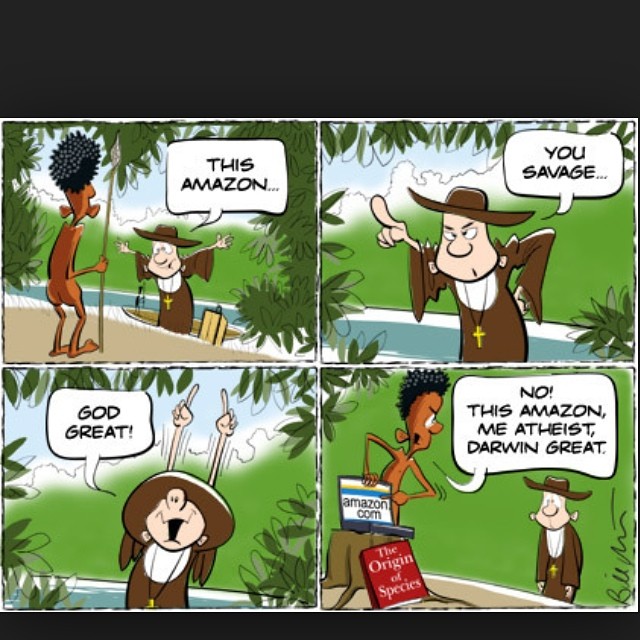 THIS
AMAZON...
YOU
SAVAGE...
GOD
GREAT!
NO!
THIS AMAZON,
ME ATHEIST,
DARWIN GREAT.
amazon.
com
The
Origin
of
Species